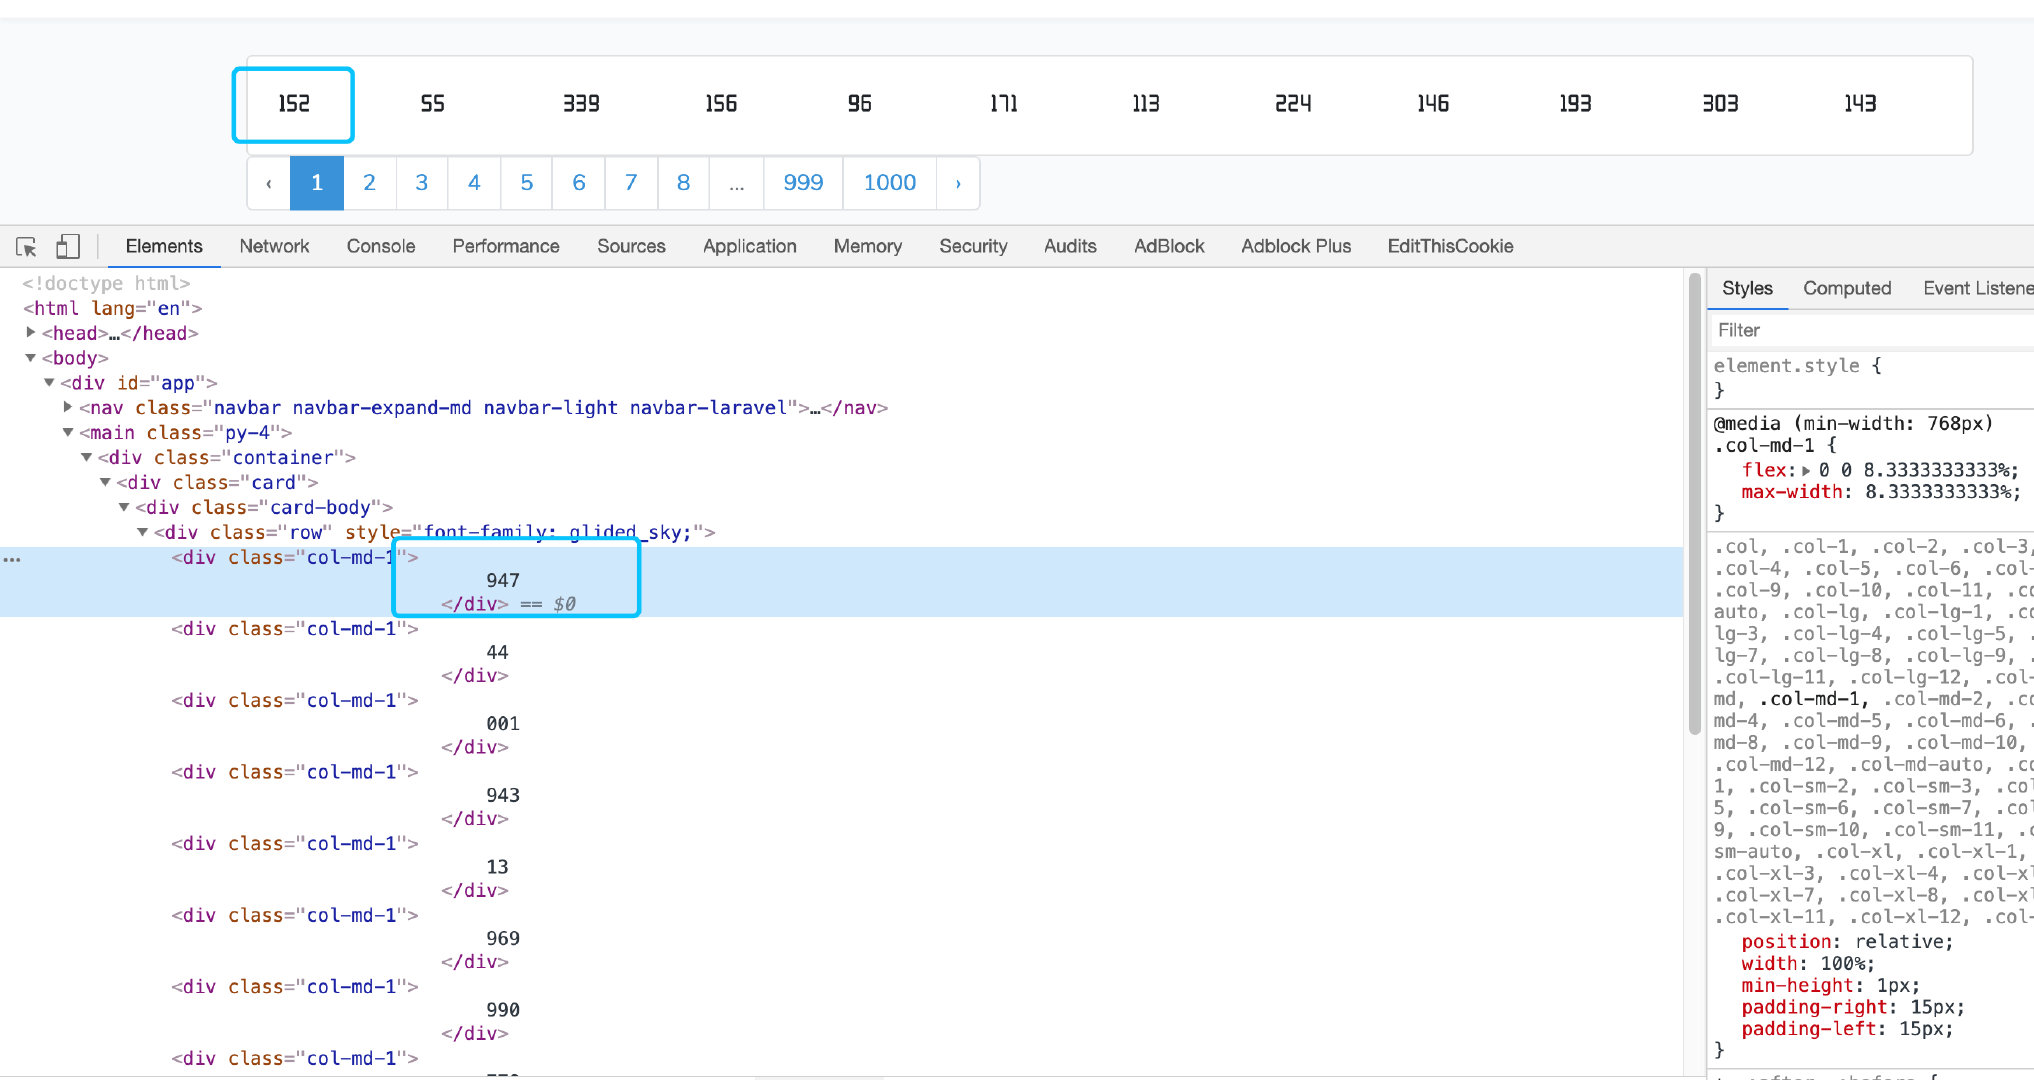 152 55 339 156 96 171 113 224 146 193 303 143
‹ 1 2 3 4 5 6 7 8 ... 999 1000 ›
Elements Network Console Performance Sources Application Memory Security Audits AdBlock Adblock Plus EditThisCookie
<!doctype html>
<html lang="en">
▶<head>…</head>
▼<body>
▼<div id="app">
▶<nav class="navbar navbar-expand-md navbar-light navbar-laravel">…</nav>
▼<main class="py-4">
▼<div class="container">
▼<div class="card">
▼<div class="card-body">
▼<div class="row" style="font-family: glided_sky;">
… <div class="col-md-1">
947
</div> == $0
<div class="col-md-1">
44
</div>
<div class="col-md-1">
001
</div>
<div class="col-md-1">
943
</div>
<div class="col-md-1">
13
</div>
<div class="col-md-1">
969
</div>
<div class="col-md-1">
990
</div>
<div class="col-md-1">
Styles Computed Event Listene
Filter
element.style {
}
@media (min-width: 768px)
.col-md-1 {
flex:▶ 0 0 8.3333333333%;
max-width: 8.3333333333%;
}
.col, .col-1, .col-2, .col-3,
.col-4, .col-5, .col-6, .col-
.col-9, .col-10, .col-11, .co
auto, .col-lg, .col-lg-1, .co
lg-3, .col-lg-4, .col-lg-5, .
lg-7, .col-lg-8, .col-lg-9, .
.col-lg-11, .col-lg-12, .col-
md, .col-md-1, .col-md-2, .co
md-4, .col-md-5, .col-md-6, .
md-8, .col-md-9, .col-md-10,
.col-md-12, .col-md-auto, .co
1, .col-sm-2, .col-sm-3, .col
5, .col-sm-6, .col-sm-7, .col
9, .col-sm-10, .col-sm-11, .c
sm-auto, .col-xl, .col-xl-1,
.col-xl-3, .col-xl-4, .col-xl
.col-xl-7, .col-xl-8, .col-xl
.col-xl-11, .col-xl-12, .col-
position: relative;
width: 100%;
min-height: 1px;
padding-right: 15px;
padding-left: 15px;
}